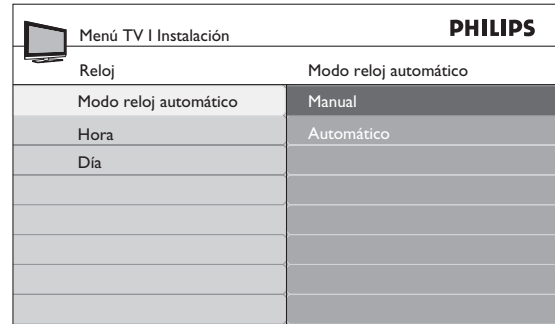 Menú TV I Instalación
PHILIPS
Reloj
Modo reloj automático
Modo reloj automático
Manual
Hora
Automático
Día